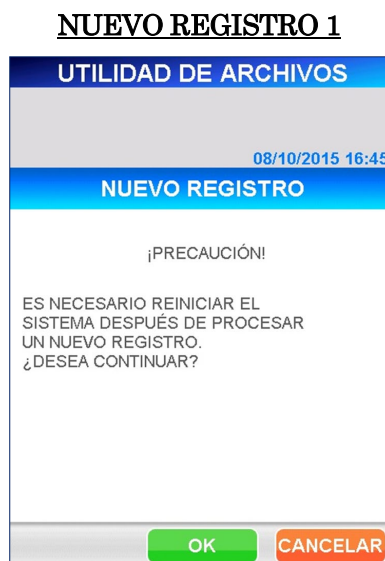 NUEVO REGISTRO 1
UTILIDAD DE ARCHIVOS
08/10/2015 16:45
NUEVO REGISTRO
¡PRECAUCIÓN!
ES NECESARIO REINICIAR EL
SISTEMA DESPUÉS DE PROCESAR
UN NUEVO REGISTRO.
¿DESEA CONTINUAR?
OK
CANCELAR